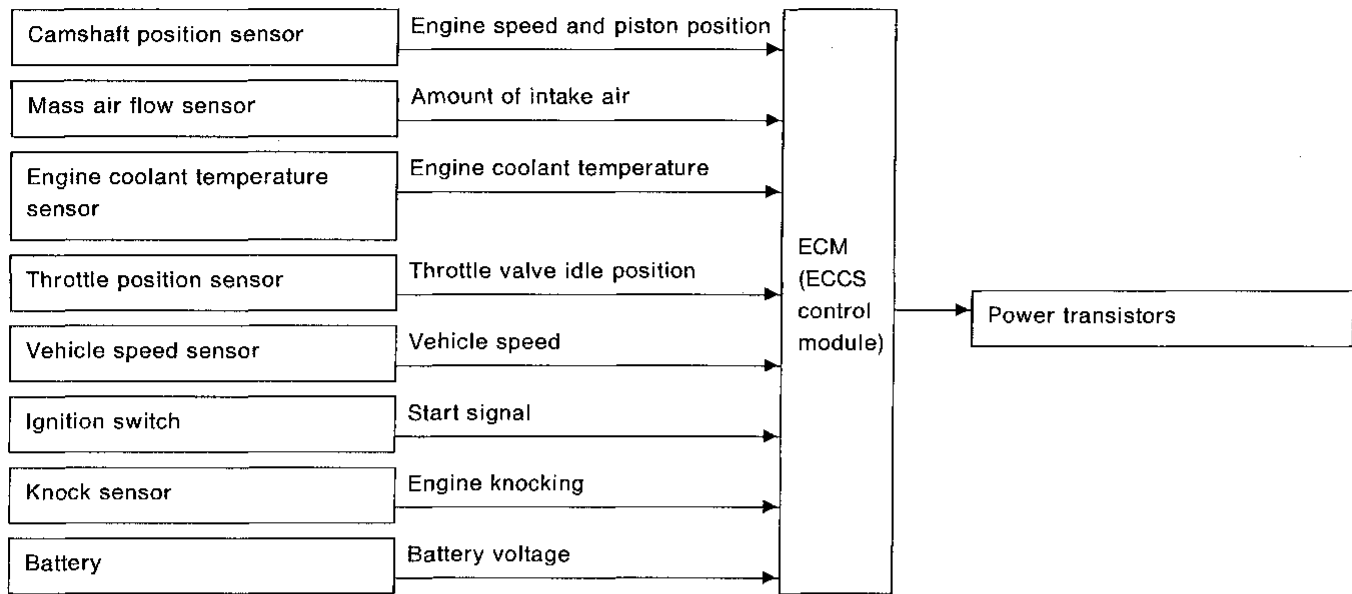 Camshaft position sensor
Engine speed and piston position
Mass air flow sensor
Amount of intake air
Engine coolant temperature
sensor
Engine coolant temperature
Throttle position sensor
Throttle valve idle position
Vehicle speed sensor
Vehicle speed
Ignition switch
Start signal
Knock sensor
Engine knocking
Battery
Battery voltage
ECM
(ECCS
control
module)
Power transistors